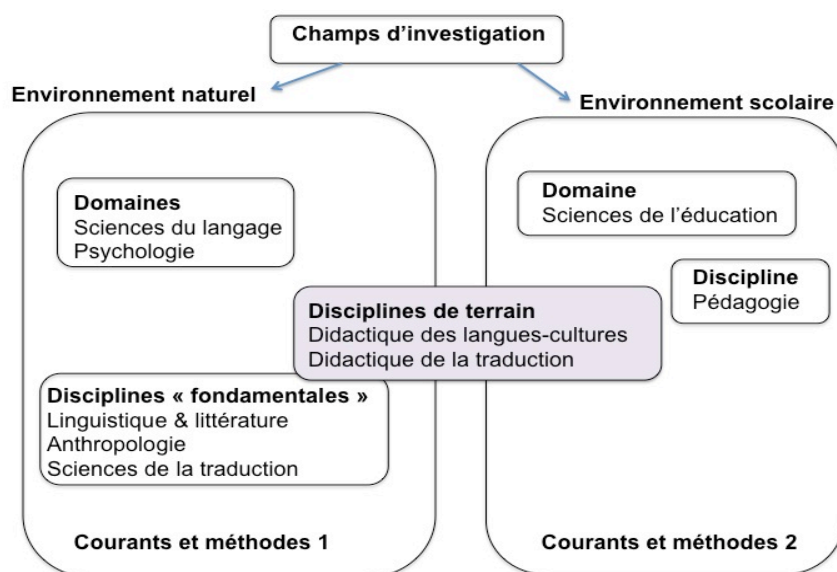 Champs d’investigation
Environnement naturel
Environnement scolaire
Domaines
Sciences du langage
Psychologie
Domaine
Sciences de l’éducation
Discipline
Pédagogie
Disciplines de terrain
Didactique des langues-cultures
Didactique de la traduction
Disciplines « fondamentales »
Linguistique & littérature
Anthropologie
Sciences de la traduction
Courants et méthodes 1
Courants et méthodes 2